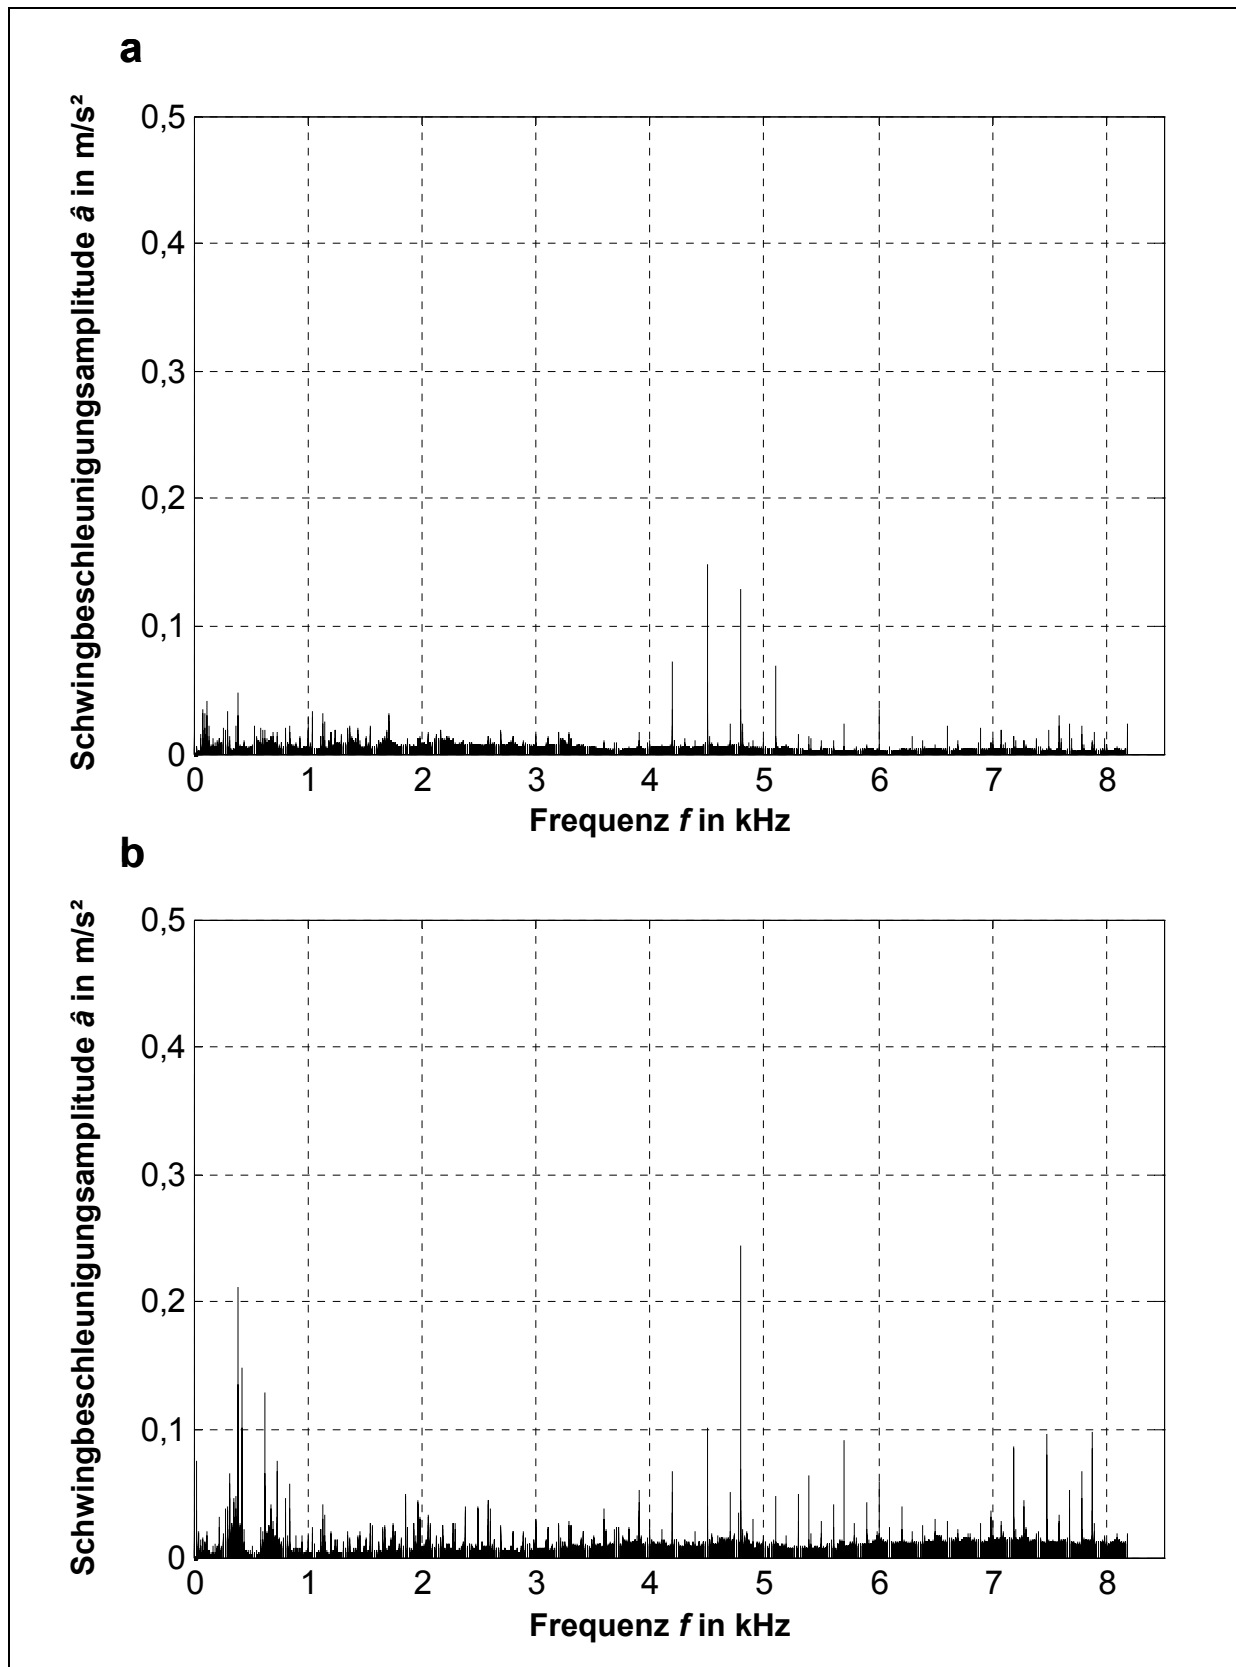 a
Schwingbeschleunigungsamplitude â in m/s²
0,5
0,4
0,3
0,2
0,1
0
0 1 2 3 4 5 6 7 8
Frequenz f in kHz
b
Schwingbeschleunigungsamplitude â in m/s²
0,5
0,4
0,3
0,2
0,1
0
0 1 2 3 4 5 6 7 8
Frequenz f in kHz